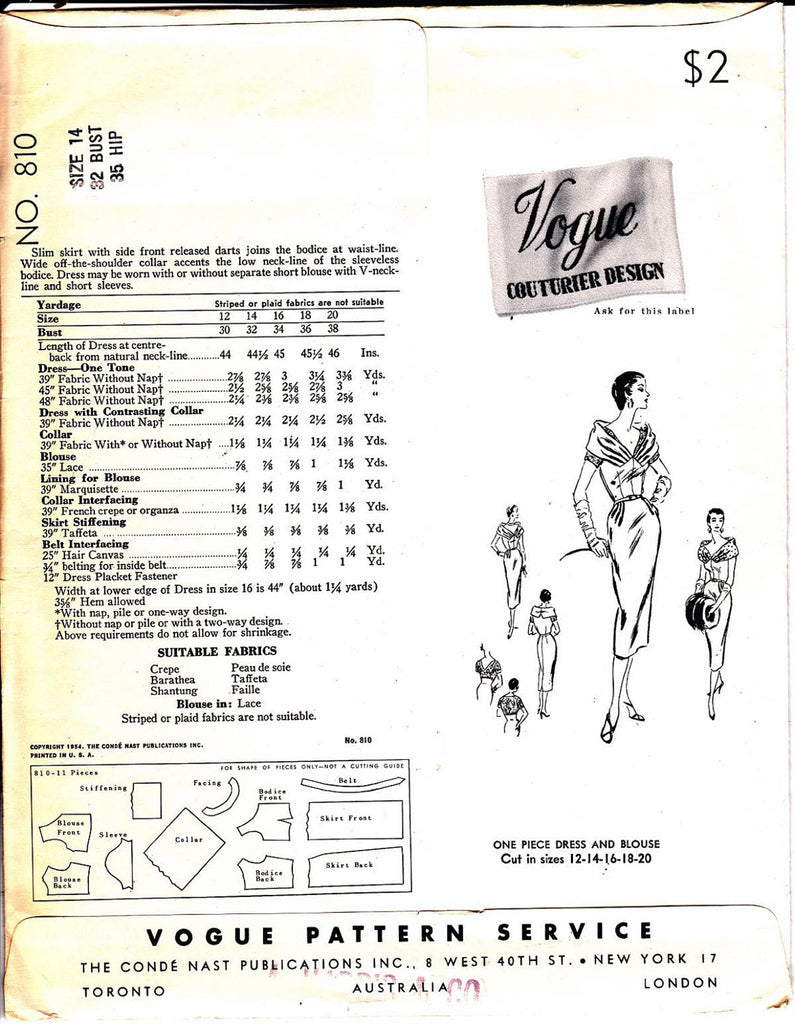 $2
NO. 810
SIZE 14
32 BUST
35 HIP
Slim skirt with side front released darts joins the bodice at waist-line.
Wide off-the-shoulder collar accents the low neck-line of the sleeveless
bodice. Dress may be worn with or without separate short blouse with V-neck-
line and short sleeves.
Yardage Striped or plaid fabrics are not suitable
Size 12 14 16 18 20
Bust 30 32 34 36 38
Length of Dress at centre-
back from natural neck-line............44 44½ 45 45½ 46 Ins.
Dress—One Tone
39" Fabric Without Nap† ..................2⅞ 2⅞ 3 3¼ 3⅜ Yds.
45" Fabric Without Nap† ..................2½ 2⅝ 2⅝ 2⅞ 3 "
48" Fabric Without Nap† ..................2¼ 2⅜ 2⅜ 2⅝ 2⅝ "
Dress with Contrasting Collar
39" Fabric Without Nap† ..................2¼ 2¼ 2¼ 2½ 2⅝ Yds.
Collar
39" Fabric With* or Without Nap† ....1⅛ 1¼ 1¼ 1¼ 1⅜ Yds.
Blouse
35" Lace ..................⅞ ⅞ ⅞ 1 1⅛ Yds.
Lining for Blouse
39" Marquisette ..................¾ ¾ ⅞ ⅞ 1 Yd.
Collar Interfacing
39" French crepe or organza ..................1⅛ 1¼ 1¼ 1¼ 1⅜ Yds.
Skirt Stiffening
39" Taffeta ..................⅜ ⅜ ⅜ ⅜ ⅜ Yd.
Belt Interfacing
25" Hair Canvas ..................¼ ¼ ¼ ¼ ¼ Yd.
¾" belting for inside belt..................¾ ⅞ ⅞ 1 1 Yd.
12" Dress Placket Fastener
Width at lower edge of Dress in size 16 is 44" (about 1¼ yards)
3⅝" Hem allowed
*With nap, pile or one-way design.
†Without nap or pile or with a two-way design.
Above requirements do not allow for shrinkage.
SUITABLE FABRICS
Crepe Peau de soie
Barathea Taffeta
Shantung Faille
Blouse in: Lace
Striped or plaid fabrics are not suitable.
No. 810
COPYRIGHT 1954, THE CONDÉ NAST PUBLICATIONS INC.
PRINTED IN U. S. A.
810-11 Pieces
FOR SHAPE OF PIECES ONLY—NOT A CUTTING GUIDE
Stiffening
Facing
Belt
Bodice
Front
Skirt Front
Blouse
Front
Sleeve
Collar
Blouse
Back
Bodice
Back
Skirt Back
Vogue
COUTURIER DESIGN
Ask for this label
ONE PIECE DRESS AND BLOUSE
Cut in sizes 12-14-16-18-20
VOGUE PATTERN SERVICE
THE CONDÉ NAST PUBLICATIONS INC., 8 WEST 40TH ST. • NEW YORK 17
TORONTO AUSTRALIA LONDON